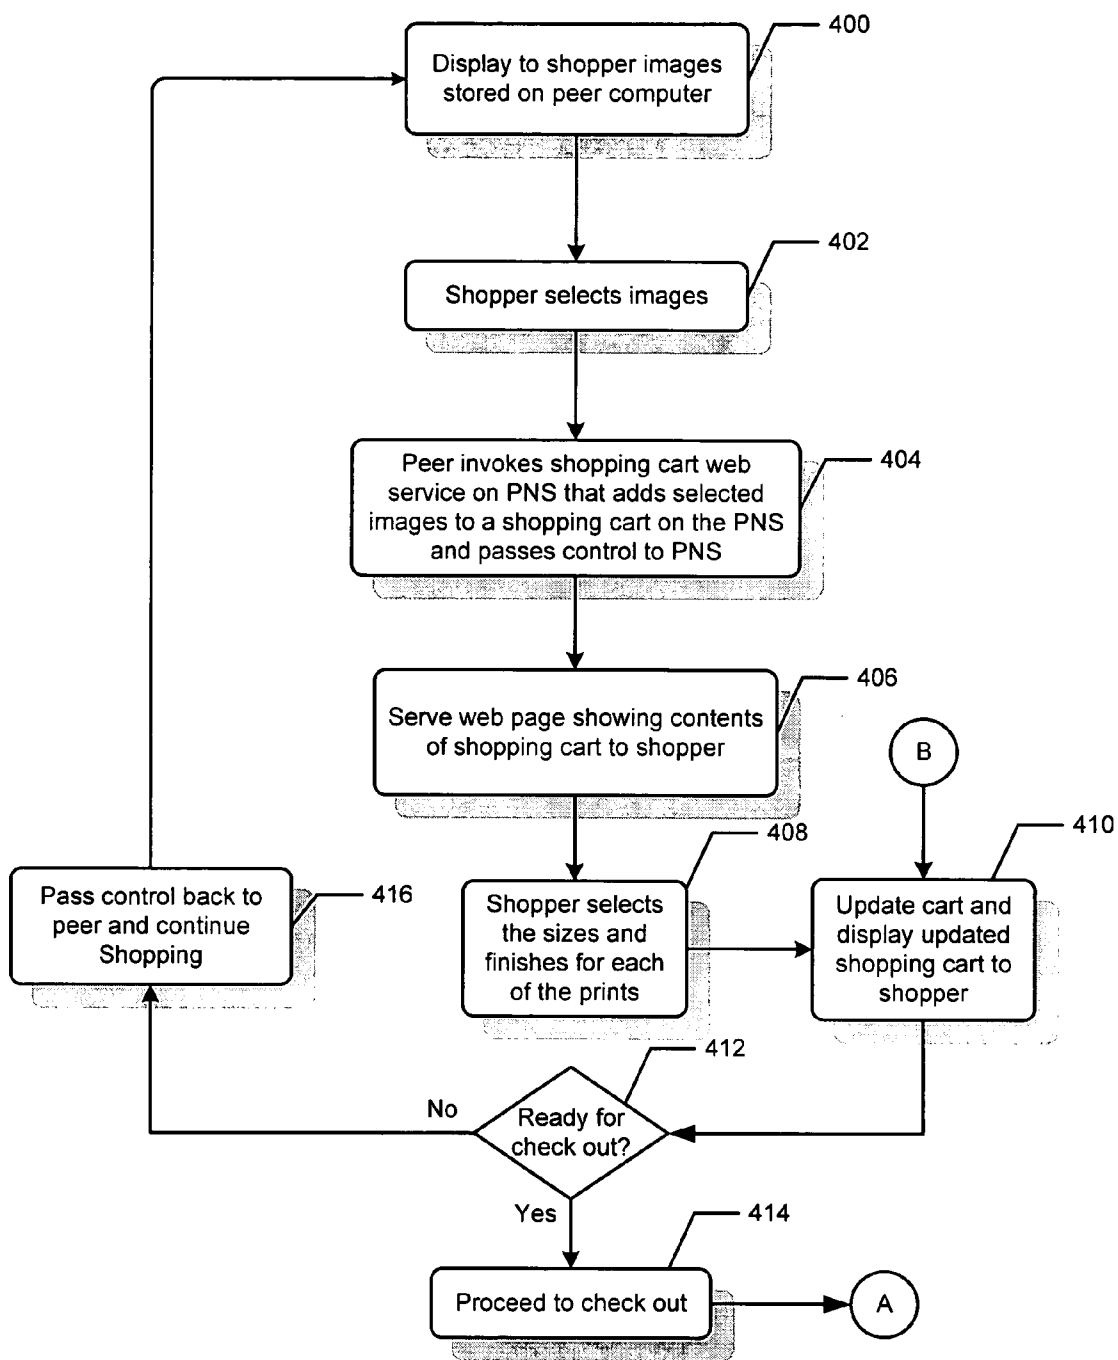 400
Display to shopper images
stored on peer computer
402
Shopper selects images
404
Peer invokes shopping cart web
service on PNS that adds selected
images to a shopping cart on the PNS
and passes control to PNS
406
Serve web page showing contents
of shopping cart to shopper
B
408
Shopper selects
the sizes and
finishes for each
of the prints
410
Update cart and
display updated
shopping cart to
shopper
416
Pass control back to
peer and continue
Shopping
412
Ready for
check out?
No
Yes
414
Proceed to check out
A